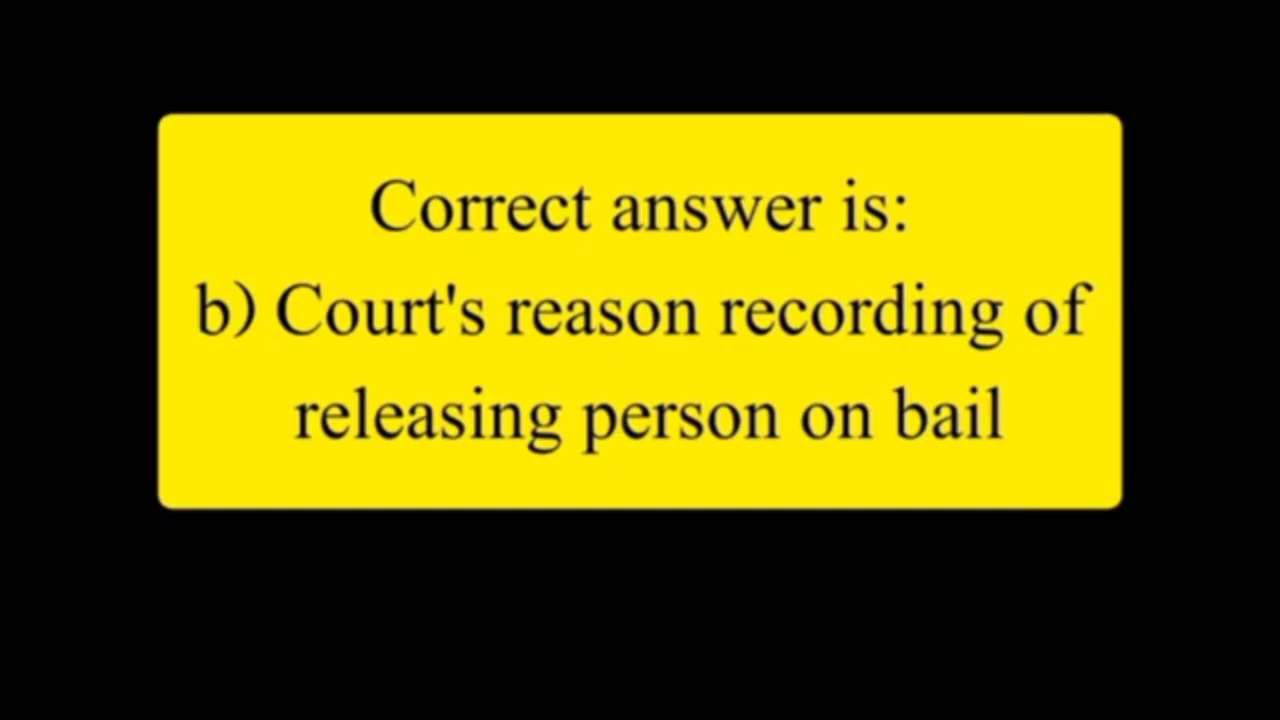 Correct answer is:
b) Court's reason recording of
releasing person on bail